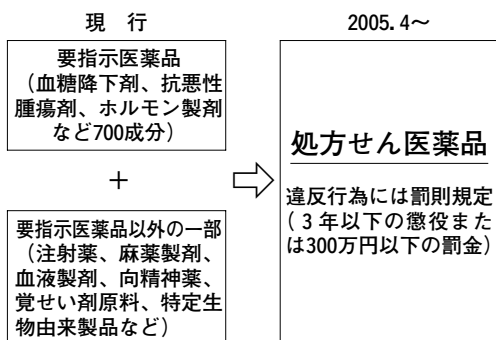 現 行
要指示医薬品
（血糖降下剤、抗悪性
腫瘍剤、ホルモン製剤
など700成分）
＋
要指示医薬品以外の一部
（注射薬、麻薬製剤、
血液製剤、向精神薬、
覚せい剤原料、特定生
物由来製品など）
2005.4〜
処方せん医薬品
違反行為には罰則規定
（３年以下の懲役また
は300万円以下の罰金）